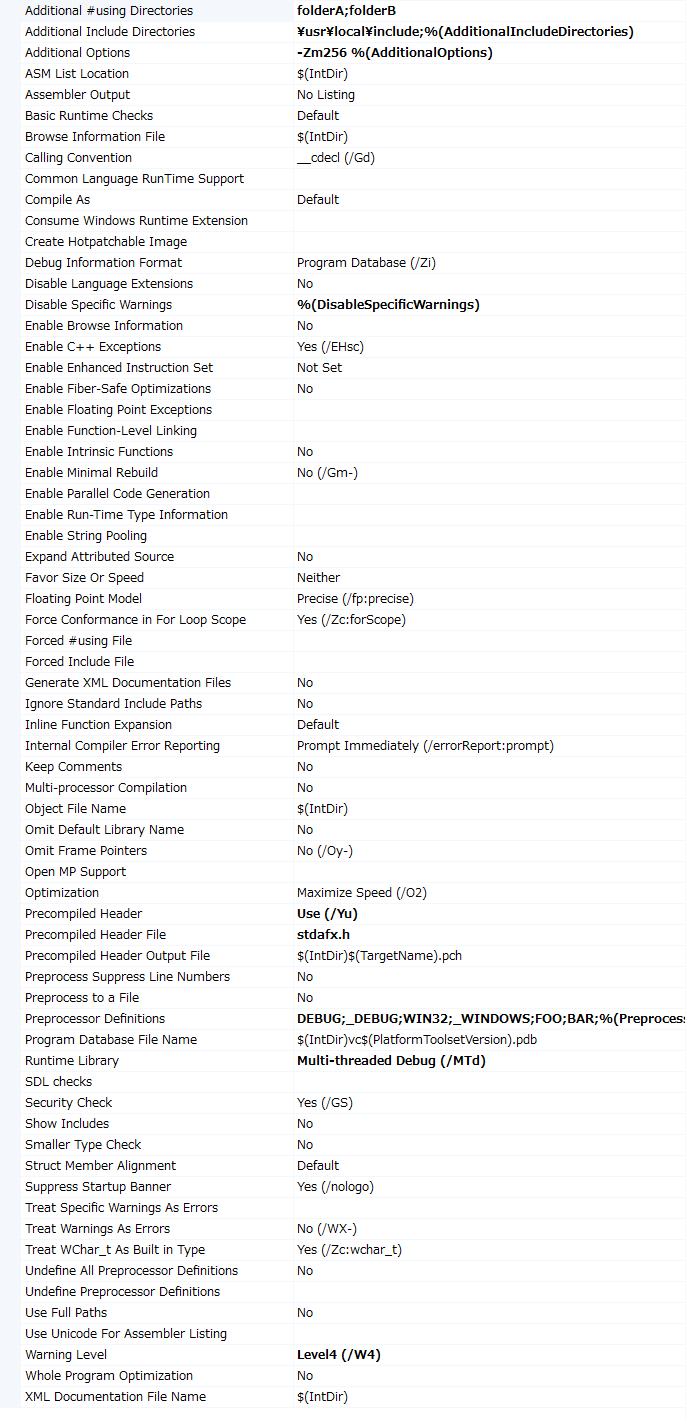 Additional #using Directories folderA;folderB
Additional Include Directories ¥usr¥local¥include;%(AdditionalIncludeDirectories)
Additional Options -Zm256 %(AdditionalOptions)
ASM List Location $(IntDir)
Assembler Output No Listing
Basic Runtime Checks Default
Browse Information File $(IntDir)
Calling Convention __cdecl (/Gd)
Common Language RunTime Support
Compile As Default
Consume Windows Runtime Extension
Create Hotpatchable Image
Debug Information Format Program Database (/Zi)
Disable Language Extensions No
Disable Specific Warnings %(DisableSpecificWarnings)
Enable Browse Information No
Enable C++ Exceptions Yes (/EHsc)
Enable Enhanced Instruction Set Not Set
Enable Fiber-Safe Optimizations No
Enable Floating Point Exceptions
Enable Function-Level Linking
Enable Intrinsic Functions No
Enable Minimal Rebuild No (/Gm-)
Enable Parallel Code Generation
Enable Run-Time Type Information
Enable String Pooling
Expand Attributed Source No
Favor Size Or Speed Neither
Floating Point Model Precise (/fp:precise)
Force Conformance in For Loop Scope Yes (/Zc:forScope)
Forced #using File
Forced Include File
Generate XML Documentation Files No
Ignore Standard Include Paths No
Inline Function Expansion Default
Internal Compiler Error Reporting Prompt Immediately (/errorReport:prompt)
Keep Comments No
Multi-processor Compilation No
Object File Name $(IntDir)
Omit Default Library Name No
Omit Frame Pointers No (/Oy-)
Open MP Support
Optimization Maximize Speed (/O2)
Precompiled Header Use (/Yu)
Precompiled Header File stdafx.h
Precompiled Header Output File $(IntDir)$(TargetName).pch
Preprocess Suppress Line Numbers No
Preprocess to a File No
Preprocessor Definitions DEBUG;_DEBUG;WIN32;_WINDOWS;FOO;BAR;%(Preproces
Program Database File Name $(IntDir)vc$(PlatformToolsetVersion).pdb
Runtime Library Multi-threaded Debug (/MTd)
SDL checks
Security Check Yes (/GS)
Show Includes No
Smaller Type Check No
Struct Member Alignment Default
Suppress Startup Banner Yes (/nologo)
Treat Specific Warnings As Errors
Treat Warnings As Errors No (/WX-)
Treat WChar_t As Built in Type Yes (/Zc:wchar_t)
Undefine All Preprocessor Definitions No
Undefine Preprocessor Definitions
Use Full Paths No
Use Unicode For Assembler Listing
Warning Level Level4 (/W4)
Whole Program Optimization No
XML Documentation File Name $(IntDir)